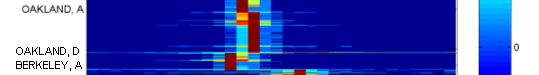 OAKLAND, A
OAKLAND, D
BERKELEY, A
0